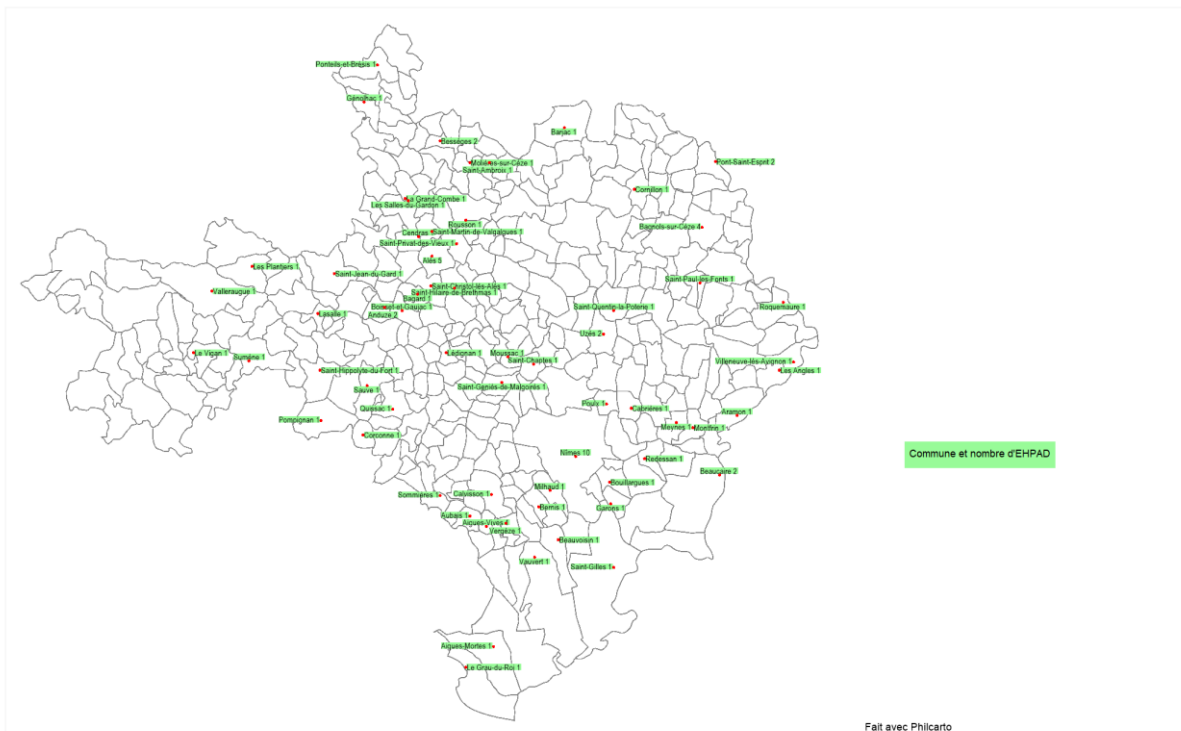 Ponteils-et-Brésis 1
Génolhac 1
Barjac 1
Bessèges 2
Molières-sur-Cèze 1
Saint-Ambroix 1
Pont-Saint-Esprit 2
Cornillon 1
La Grand-Combe 1
Les Salles-du-Gardon 1
Rousson 1
Bagnols-sur-Cèze 4
Cendras 1
Saint-Martin-de-Valgalgues 1
Saint-Privat-des-Vieux 1
Alès 5
Les Plantiers 1
Saint-Jean-du-Gard 1
Saint-Paul-les-Fonts 1
Valleraugue 1
Saint-Christol-lès-Alès 1
Saint-Hilaire-de-Brethmas 1
Bagard 1
Boisset-et-Gaujac 1
Anduze 2
Saint-Quentin-la-Poterie 1
Roquemaure 1
Lasalle 1
Uzès 2
Le Vigan 1
Sumène 1
Lédignan 1
Moussac 1
Saint-Chaptes 1
Villeneuve-lès-Avignon 1
Les Angles 1
Saint-Hippolyte-du-Fort 1
Saint-Geniès-de-Malgoirès 1
Sauve 1
Quissac 1
Poulx 1
Cabrières 1
Aramon 1
Pompignan 1
Meynes 1
Montfrin 1
Corconne 1
Nîmes 10
Redessan 1
Commune et nombre d'EHPAD
Beaucaire 2
Bouillargues 1
Milhaud 1
Sommières 1
Calvisson 1
Bernis 1
Garons 1
Aubais 1
Aigues-Vives 1
Vergèze 1
Beauvoisin 1
Vauvert 1
Saint-Gilles 1
Aigues-Mortes 1
Le Grau-du-Roi 1
Fait avec Philcarto